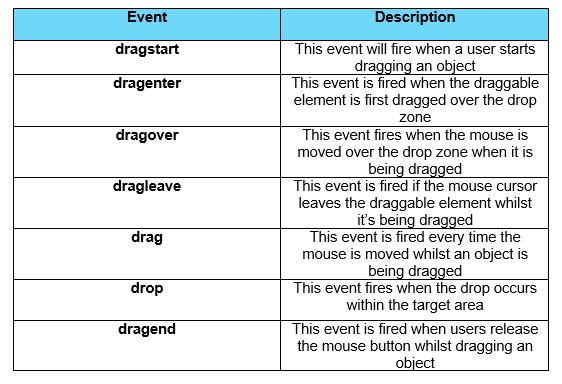 Event Description
dragstart This event will fire when a user starts
dragging an object
dragenter This event is fired when the draggable
element is first dragged over the drop
zone
dragover This event fires when the mouse is
moved over the drop zone when it is
being dragged
dragleave This event is fired if the mouse cursor
leaves the draggable element whilst
it's being dragged
drag This event is fired every time the
mouse is moved whilst an object is
being dragged
drop This event fires when the drop occurs
within the target area
dragend This event is fired when users release
the mouse button whilst dragging an
object